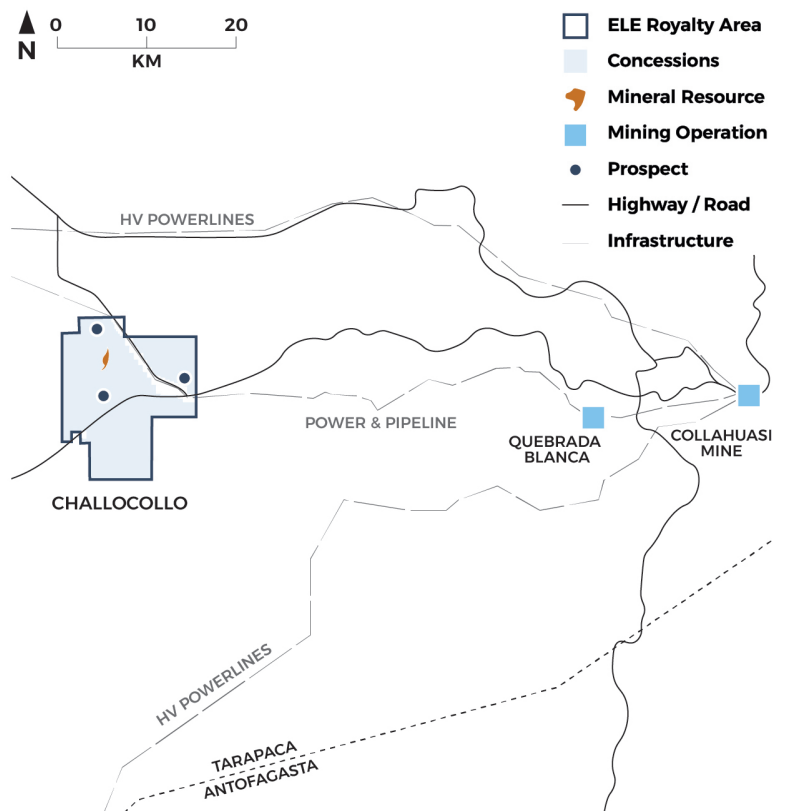 0 10 20
N
KM
ELE Royalty Area
Concessions
Mineral Resource
Mining Operation
Prospect
Highway / Road
Infrastructure
HV POWERLINES
POWER & PIPELINE
QUEBRADA
BLANCA
COLLAHUASI
MINE
CHALLOCOLLO
HV POWERLINES
TARAPACA
ANTOFAGASTA